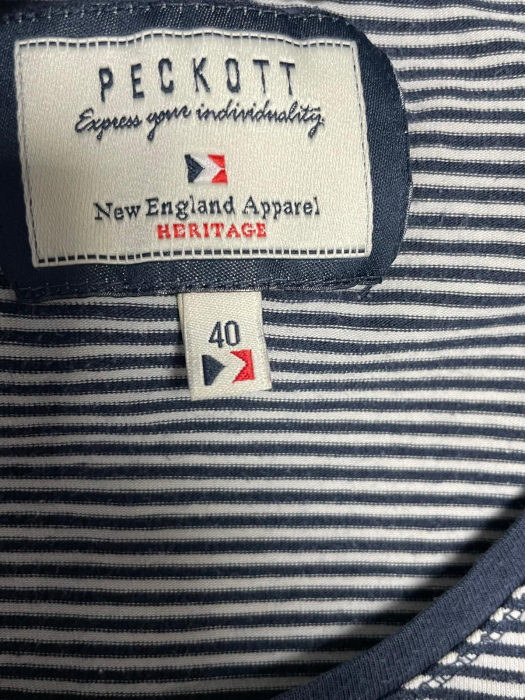 PECKOTT
Express your individuality.
New England Apparel
HERITAGE
40